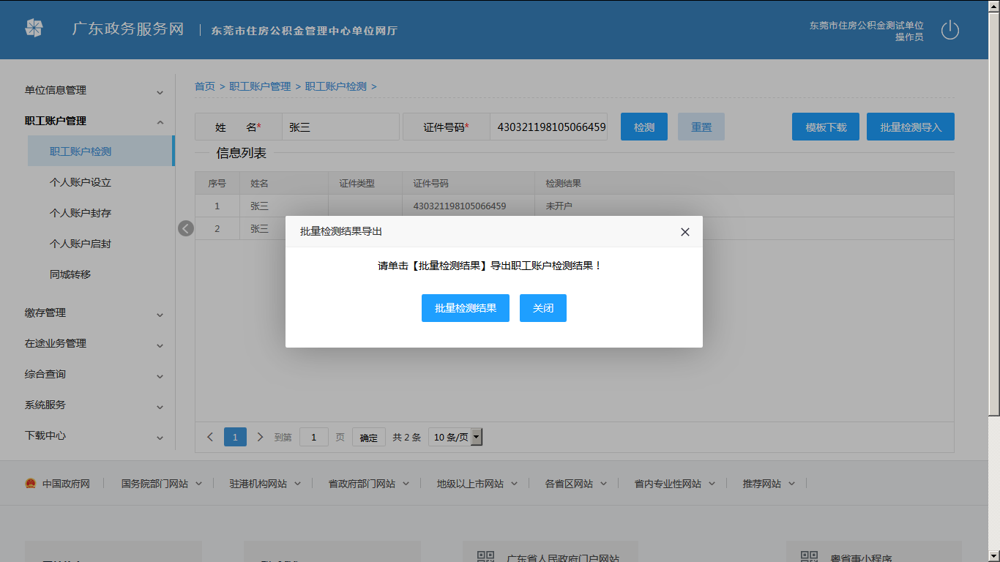 广东政务服务网 | 东莞市住房公积金管理中心单位网厅
东莞市住房公积金测试单位
操作员
单位信息管理
职工账户管理
职工账户检测
个人账户设立
个人账户封存
个人账户启封
同城转移
缴存管理
在途业务管理
综合查询
系统服务
下载中心
首页 > 职工账户管理 > 职工账户检测 >
姓 名* 张三 证件号码* 430321198105066459 检测 重置 模板下载 批量检测导入
信息列表
序号 姓名 证件类型 证件号码 检测结果
1 张三 430321198105066459 未开户
2 张三
批量检测结果导出
请单击【批量检测结果】导出职工账户检测结果！
批量检测结果 关闭
1 到第 1 页 确定 共 2 条 10 条/页
中国政府网 国务院部门网站 驻港机构网站 省政府部门网站 地级以上市网站 各省区网站 省内专业性网站 推荐网站
广东省人民政府门户网站 粤省事小程序